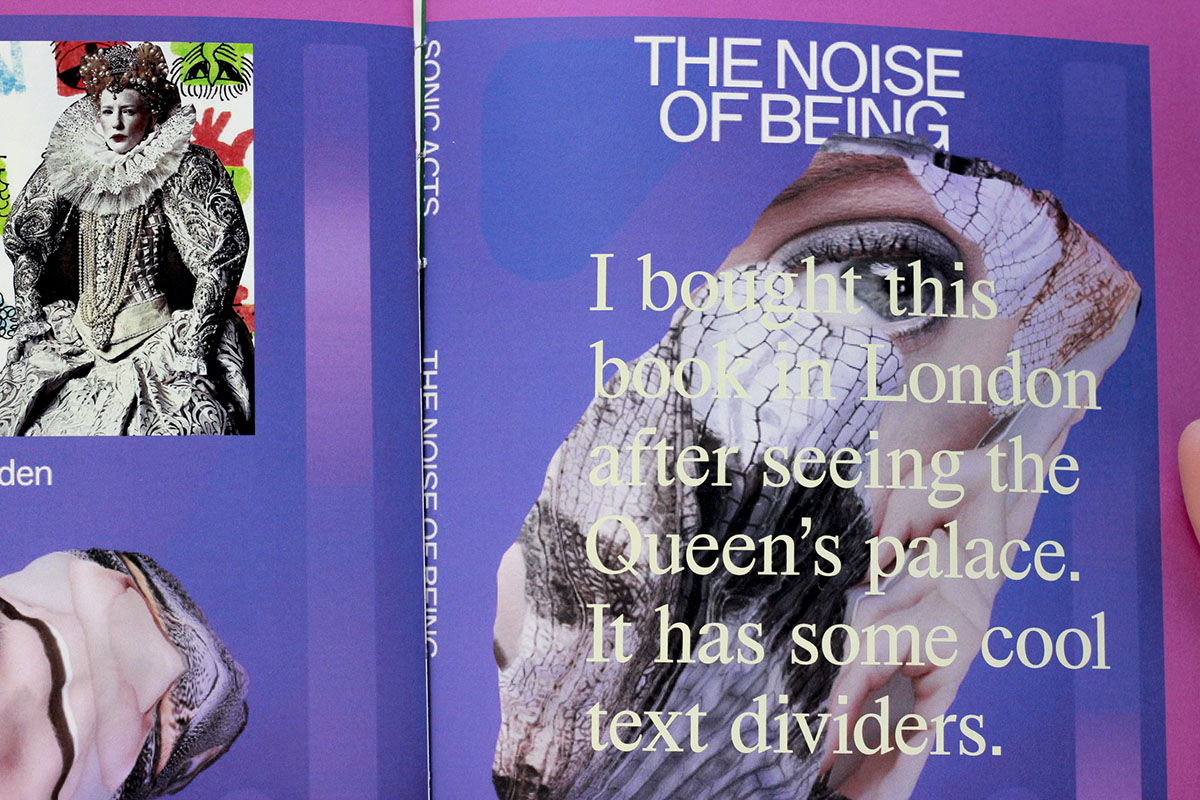 den
SONIC ACTS
THE NOISE OF BEING
THE NOISE
OF BEING
I bought this
book in London
after seeing the
Queen’s palace.
It has some cool
text dividers.